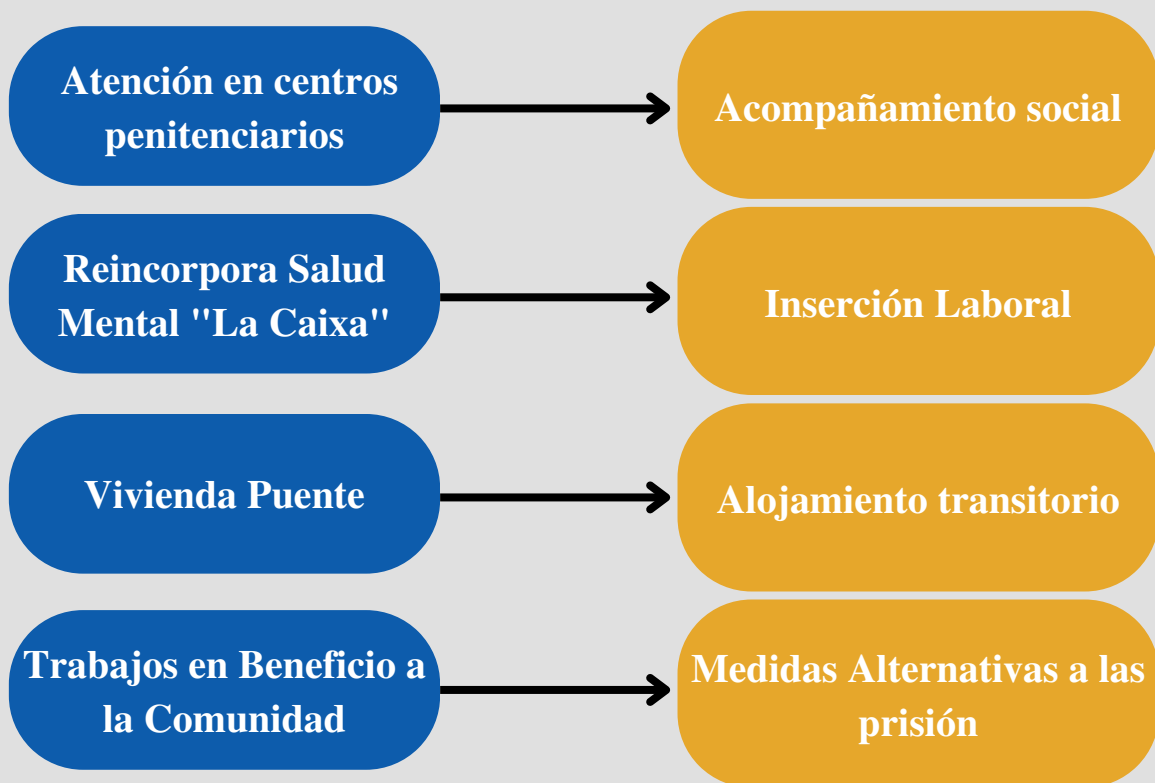 Atención en centros
penitenciarios
Acompañamiento social
Reincorpora Salud
Mental "La Caixa"
Inserción Laboral
Vivienda Puente
Alojamiento transitorio
Trabajos en Beneficio a
la Comunidad
Medidas Alternativas a las
prisión